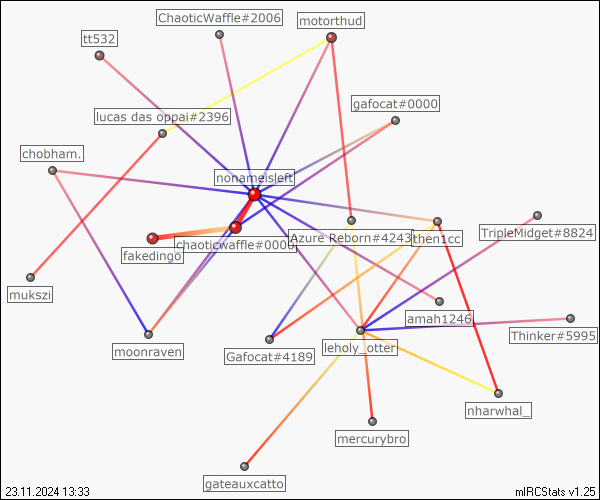 ChaoticWaffle#2006
motorthud
tt532
gafocat#0000
lucas das oppai#2396
chobham.
nonameisleft
TripleMidget#8824
Azure Reborn#4243
then1cc
chaoticwaffle#0000
fakedingo
mukszi
amah1246
Thinker#5995
moonraven
Gafocat#4189
leholy_otter
nharwhal_
mercurybro
gateauxcatto
23.11.2024 13:33
mIRCStats v1.25